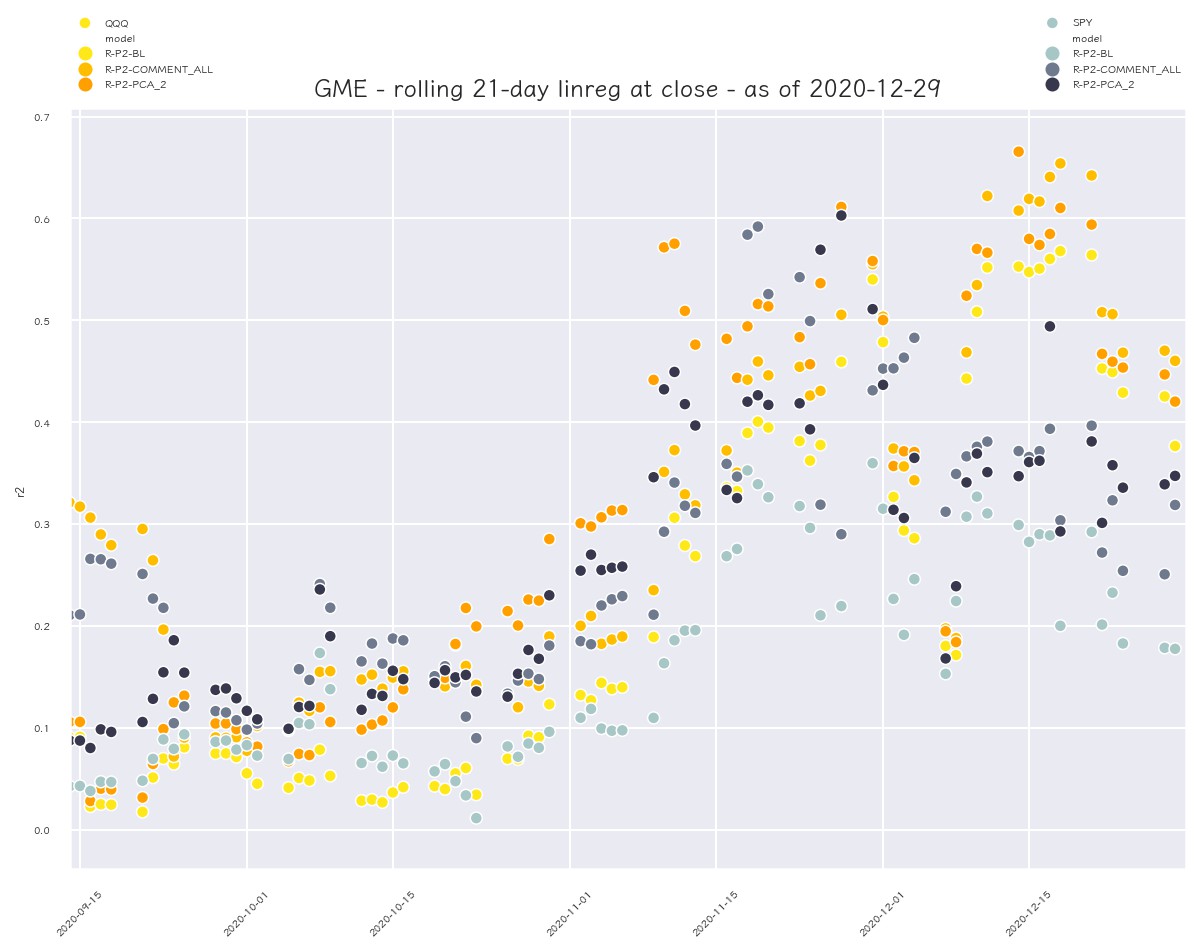 QQQ
model
R-P2-BL
R-P2-COMMENT_ALL
R-P2-PCA_2
SPY
model
R-P2-BL
R-P2-COMMENT_ALL
R-P2-PCA_2
GME - rolling 21-day linreg at close - as of 2020-12-29
0.7
0.6
0.5
0.4
0.3
0.2
0.1
0.0
r2
2020-09-15
2020-10-01
2020-10-15
2020-11-01
2020-11-15
2020-12-01
2020-12-15